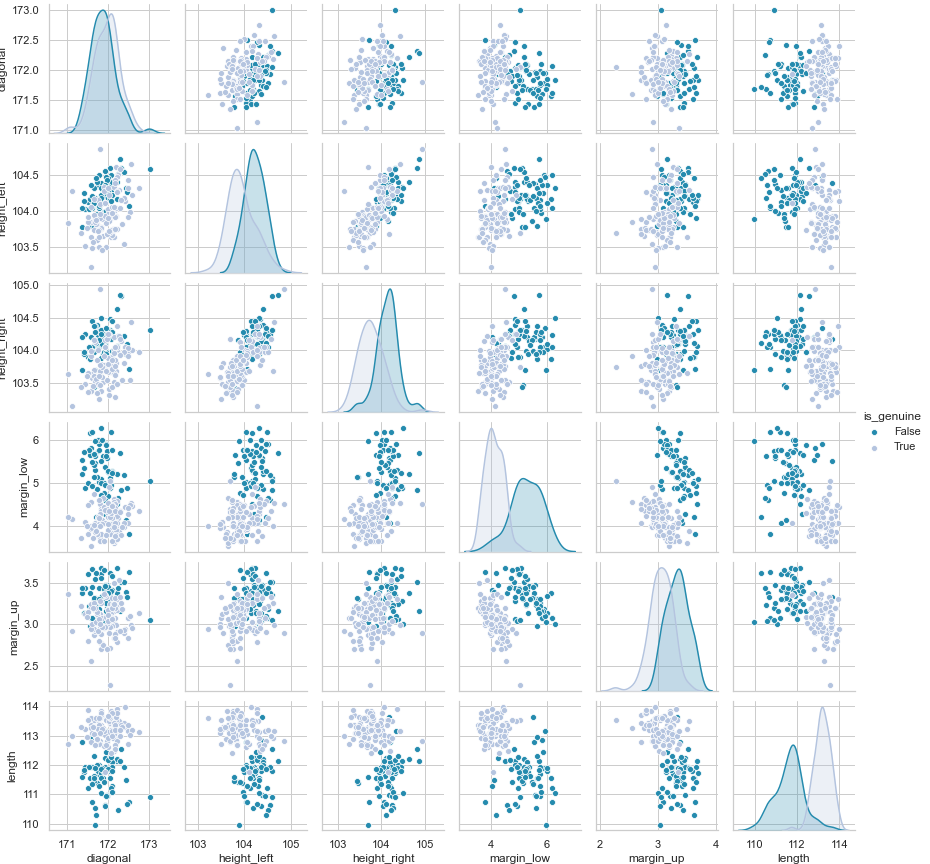 173.0
172.5
172.0
171.5
171.0
diagonal
104.5
104.0
103.5
height_left
105.0
104.5
104.0
103.5
height_right
is_genuine
False
True
6
5
4
margin_low
3.5
3.0
2.5
margin_up
114
113
112
111
110
length
171 172 173
103 104 105
103 104 105
4 6
2 3 4
110 112 114
diagonal height_left height_right margin_low margin_up length